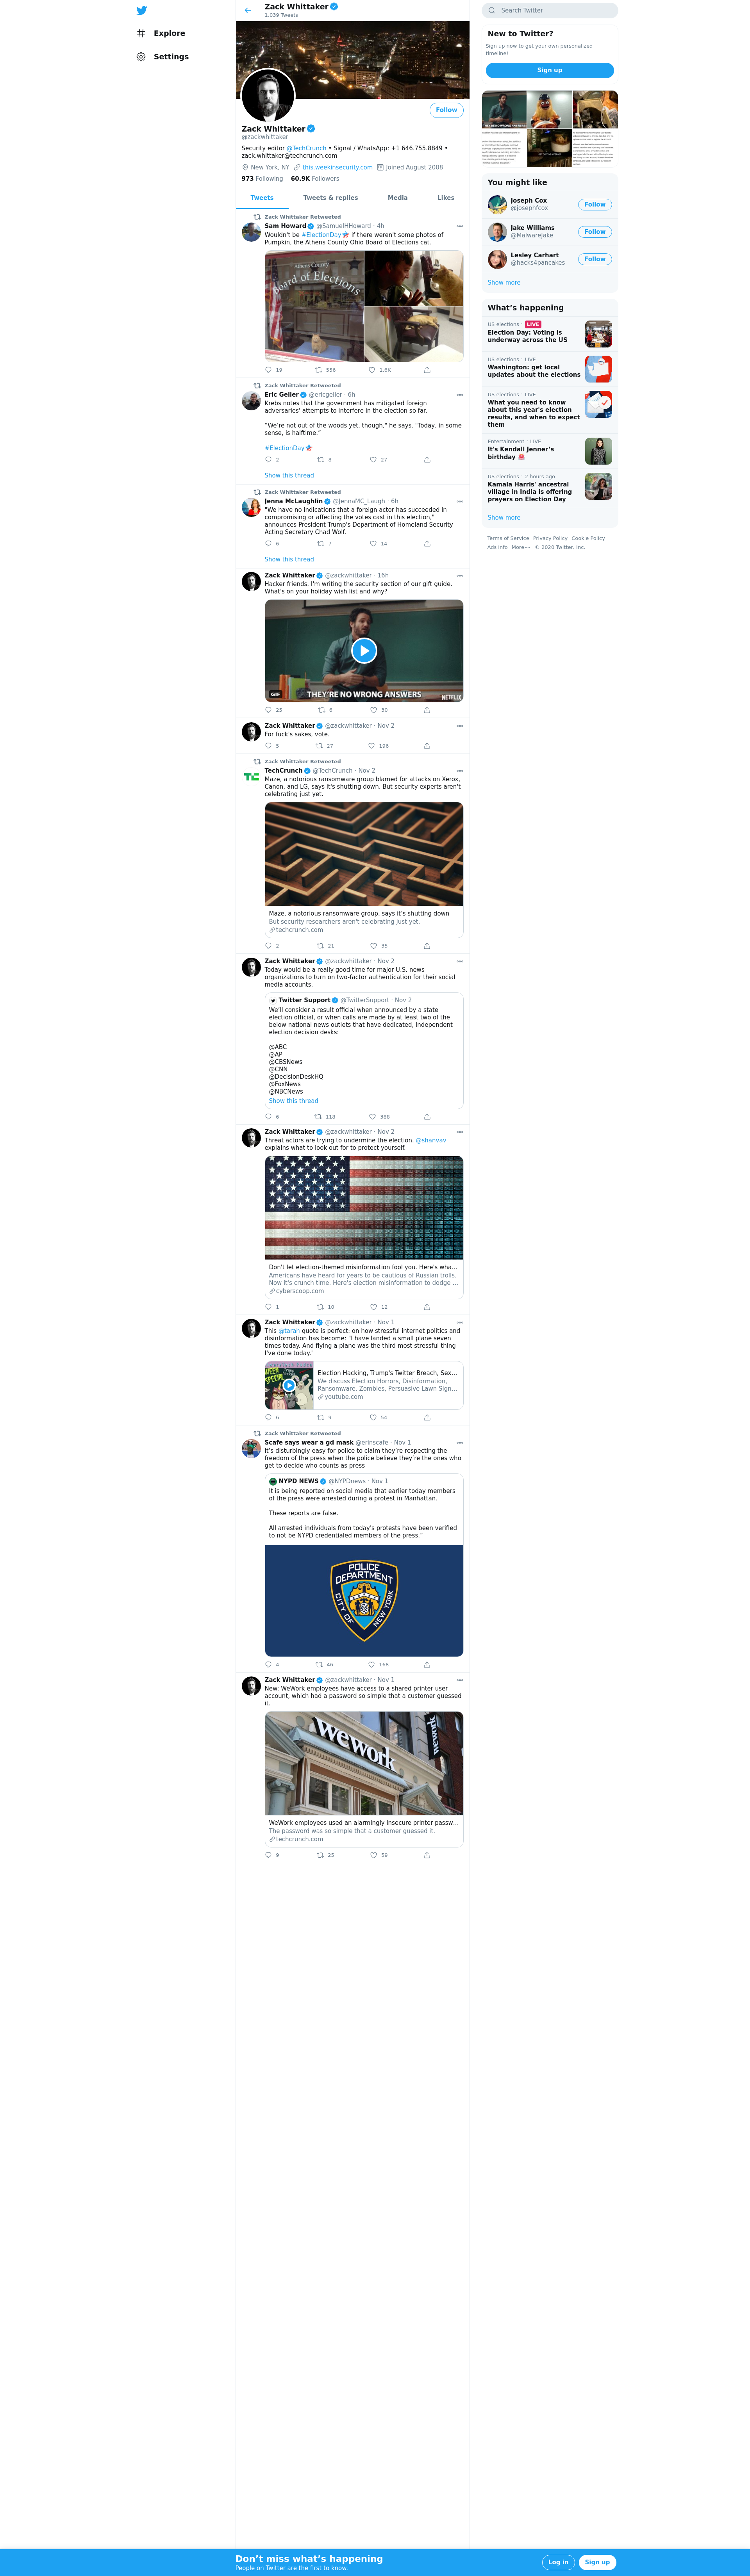 Explore
Settings
Zack Whittaker
1,039 Tweets
Follow
Zack Whittaker
@zackwhittaker
Security editor @TechCrunch • Signal / WhatsApp: +1 646.755.8849 •
zack.whittaker@techcrunch.com
New York, NY this.weekinsecurity.com Joined August 2008
973 Following 60.9K Followers
Tweets Tweets & replies Media Likes
Zack Whittaker Retweeted
Sam Howard @SamuelHHoward · 4h
Wouldn't be #ElectionDay if there weren't some photos of
Pumpkin, the Athens County Ohio Board of Elections cat.
Athens County
Board of Elections
19 556 1.6K
Zack Whittaker Retweeted
Eric Geller @ericgeller · 6h
Krebs notes that the government has mitigated foreign
adversaries' attempts to interfere in the election so far.
"We're not out of the woods yet, though," he says. "Today, in some
sense, is halftime."
#ElectionDay
2 8 27
Show this thread
Zack Whittaker Retweeted
Jenna McLaughlin @JennaMC_Laugh · 6h
"We have no indications that a foreign actor has succeeded in
compromising or affecting the votes cast in this election,"
announces President Trump's Department of Homeland Security
Acting Secretary Chad Wolf.
6 7 14
Show this thread
Zack Whittaker @zackwhittaker · 16h
Hacker friends. I'm writing the security section of our gift guide.
What's on your holiday wish list and why?
GIF
THEY'RE NO WRONG ANSWERS
NETFLIX
25 6 30
Zack Whittaker @zackwhittaker · Nov 2
For fuck's sakes, vote.
5 27 196
Zack Whittaker Retweeted
TechCrunch @TechCrunch · Nov 2
Maze, a notorious ransomware group blamed for attacks on Xerox,
Canon, and LG, says it's shutting down. But security experts aren't
celebrating just yet.
Maze, a notorious ransomware group, says it's shutting down
But security researchers aren't celebrating just yet.
techcrunch.com
2 21 35
Zack Whittaker @zackwhittaker · Nov 2
Today would be a really good time for major U.S. news
organizations to turn on two-factor authentication for their social
media accounts.
Twitter Support @TwitterSupport · Nov 2
We'll consider a result official when announced by a state
election official, or when calls are made by at least two of the
below national news outlets that have dedicated, independent
election decision desks:
@ABC
@AP
@CBSNews
@CNN
@DecisionDeskHQ
@FoxNews
@NBCNews
Show this thread
6 118 388
Zack Whittaker @zackwhittaker · Nov 2
Threat actors are trying to undermine the election. @shanvav
explains what to look out for to protect yourself.
Don't let election-themed misinformation fool you. Here's wha...
Americans have heard for years to be cautious of Russian trolls.
Now it's crunch time. Here's election misinformation to dodge ...
cyberscoop.com
1 10 12
Zack Whittaker @zackwhittaker · Nov 1
This @tarah quote is perfect: on how stressful internet politics and
disinformation has become: "I have landed a small plane seven
times today. And flying a plane was the third most stressful thing
I've done today."
Election Hacking, Trump's Twitter Breach, Sex...
We discuss Election Horrors, Disinformation,
Ransomware, Zombies, Persuasive Lawn Sign...
youtube.com
6 9 54
Zack Whittaker Retweeted
Scafe says wear a gd mask @erinscafe · Nov 1
it's disturbingly easy for police to claim they're respecting the
freedom of the press when the police believe they're the ones who
get to decide who counts as press
NYPD NEWS @NYPDnews · Nov 1
It is being reported on social media that earlier today members
of the press were arrested during a protest in Manhattan.
These reports are false.
All arrested individuals from today's protests have been verified
to not be NYPD credentialed members of the press."
POLICE
DEPARTMENT
CITY OF NEW YORK
4 46 168
Zack Whittaker @zackwhittaker · Nov 1
New: WeWork employees have access to a shared printer user
account, which had a password so simple that a customer guessed
it.
wework
wework
WeWork employees used an alarmingly insecure printer passw...
The password was so simple that a customer guessed it.
techcrunch.com
9 25 59
Search Twitter
New to Twitter?
Sign up now to get your own personalized
timeline!
Sign up
You might like
Joseph Cox
@josephfcox
Follow
Jake Williams
@MalwareJake
Follow
Lesley Carhart
@hacks4pancakes
Follow
Show more
What's happening
US elections · LIVE
Election Day: Voting is
underway across the US
US elections · LIVE
Washington: get local
updates about the elections
US elections · LIVE
What you need to know
about this year's election
results, and when to expect
them
Entertainment · LIVE
It's Kendall Jenner's
birthday
US elections · 2 hours ago
Kamala Harris' ancestral
village in India is offering
prayers on Election Day
Show more
Terms of Service Privacy Policy Cookie Policy
Ads info More © 2020 Twitter, Inc.
Don't miss what's happening
People on Twitter are the first to know.
Log in
Sign up